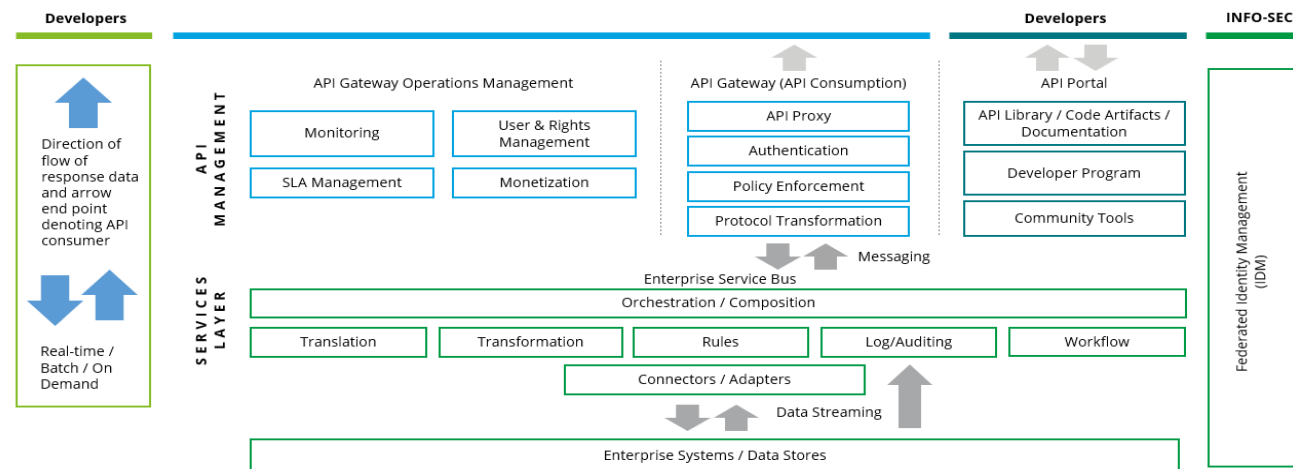 Developers
Developers
INFO-SEC
Direction of
flow of
response data
and arrow
end point
denoting API
consumer
Real-time /
Batch / On
Demand
API
MANAGEMENT
API Gateway Operations Management
Monitoring
User & Rights
Management
SLA Management
Monetization
API Gateway (API Consumption)
API Proxy
Authentication
Policy Enforcement
Protocol Transformation
API Portal
API Library / Code Artifacts /
Documentation
Developer Program
Community Tools
Messaging
SERVICES
LAYER
Enterprise Service Bus
Orchestration / Composition
Translation
Transformation
Rules
Log/Auditing
Workflow
Connectors / Adapters
Data Streaming
Enterprise Systems / Data Stores
Federated Identity Management
(IDM)